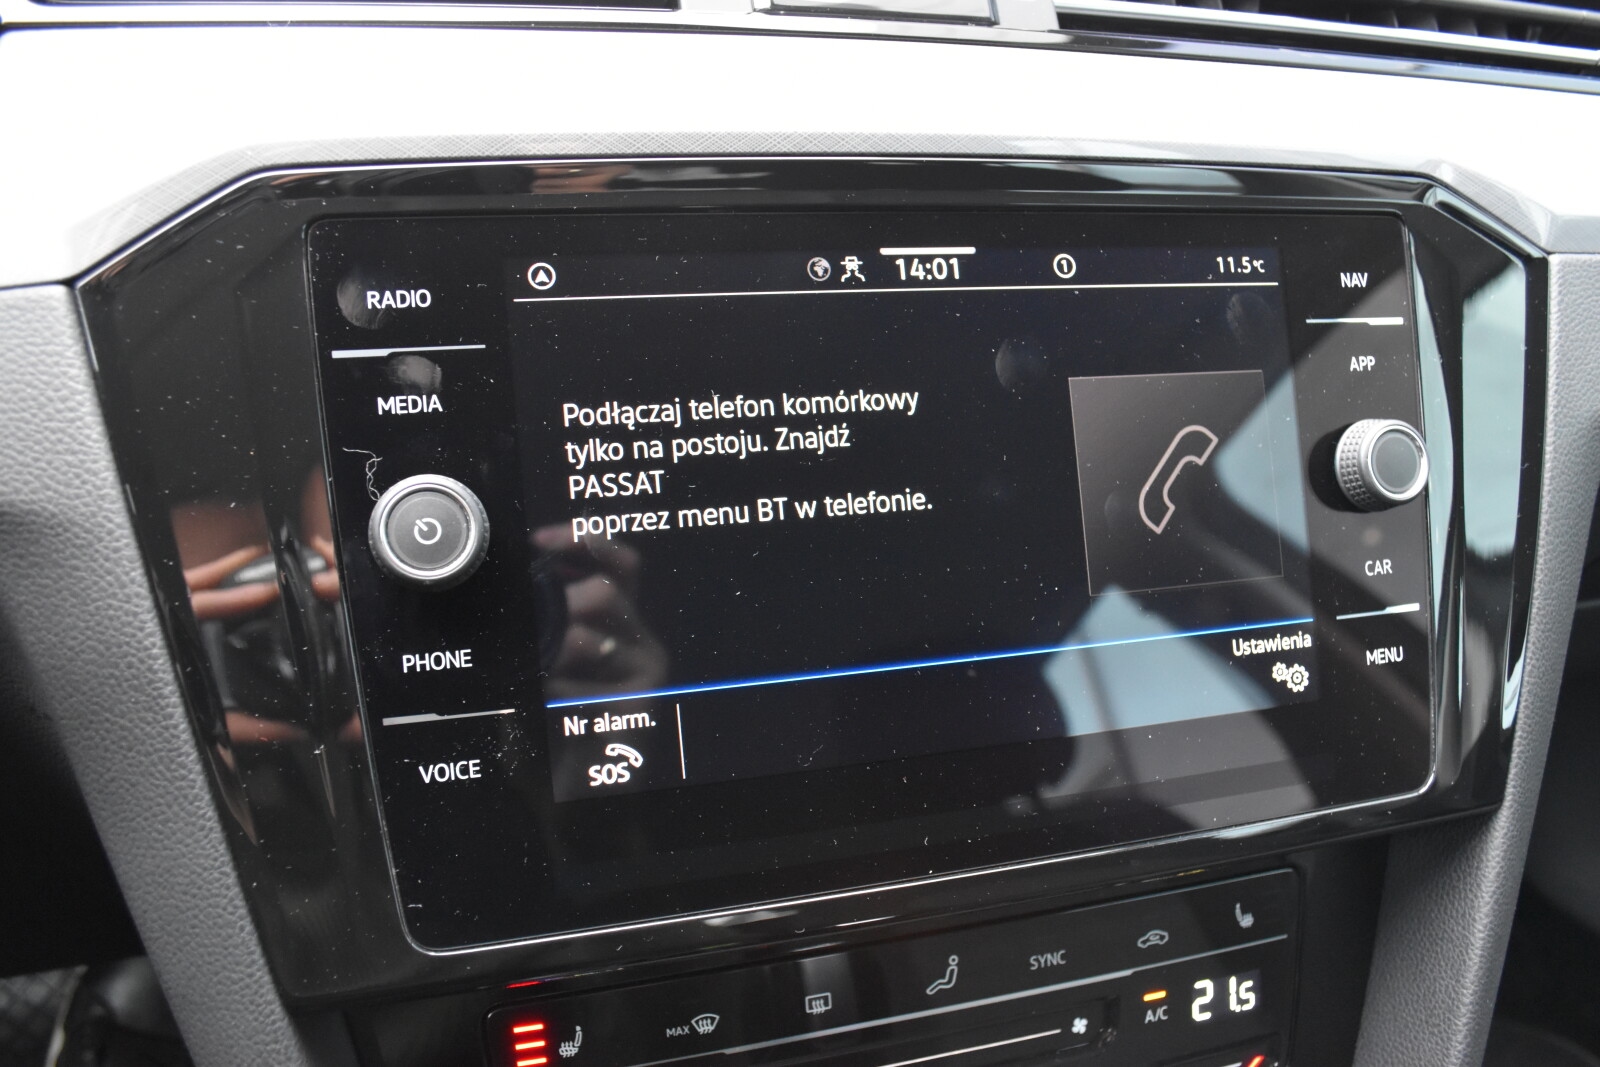 14:01
1
11.5°C
RADIO
MEDIA
PHONE
VOICE
Podłączaj telefon komórkowy
tylko na postoju. Znajdź
PASSAT
poprzez menu BT w telefonie.
Ustawienia
Nr alarm.
SOS
NAV
APP
CAR
MENU
MAX
SYNC
A/C
21.5